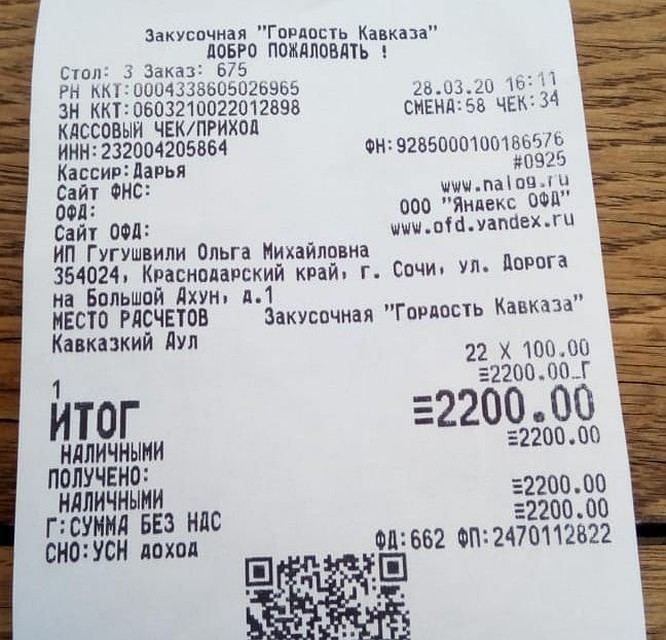 Закусочная "Гордость Кавказа"
ДОБРО ПОЖАЛОВАТЬ !
Стол: 3 Заказ: 675
РН ККТ:0004338605026965 28.03.20 16:11
ЗН ККТ:0603210022012898 СМЕНА:58 ЧЕК:34
КАССОВЫЙ ЧЕК/ПРИХОД
ИНН:232004205864 ФН:9285000100186576
Кассир:Дарья #0925
Сайт ФНС: www.nalog.ru
ОФД: ООО "Яндекс ОФД"
Сайт ОФД: www.ofd.yandex.ru
ИП Гугушвили Ольга Михайловна
354024, Краснодарский край, г. Сочи, ул. Дорога
на Большой Ахун, д.1
МЕСТО РАСЧЕТОВ Закусочная "Гордость Кавказа"
Кавказкий Аул
22 X 100.00
1 ≡2200.00_Г
ИТОГ ≡2200.00
НАЛИЧНЫМИ ≡2200.00
ПОЛУЧЕНО:
НАЛИЧНЫМИ ≡2200.00
Г:СУММА БЕЗ НДС ≡2200.00
СНО:УСН доход ФД:662 ФП:2470112822